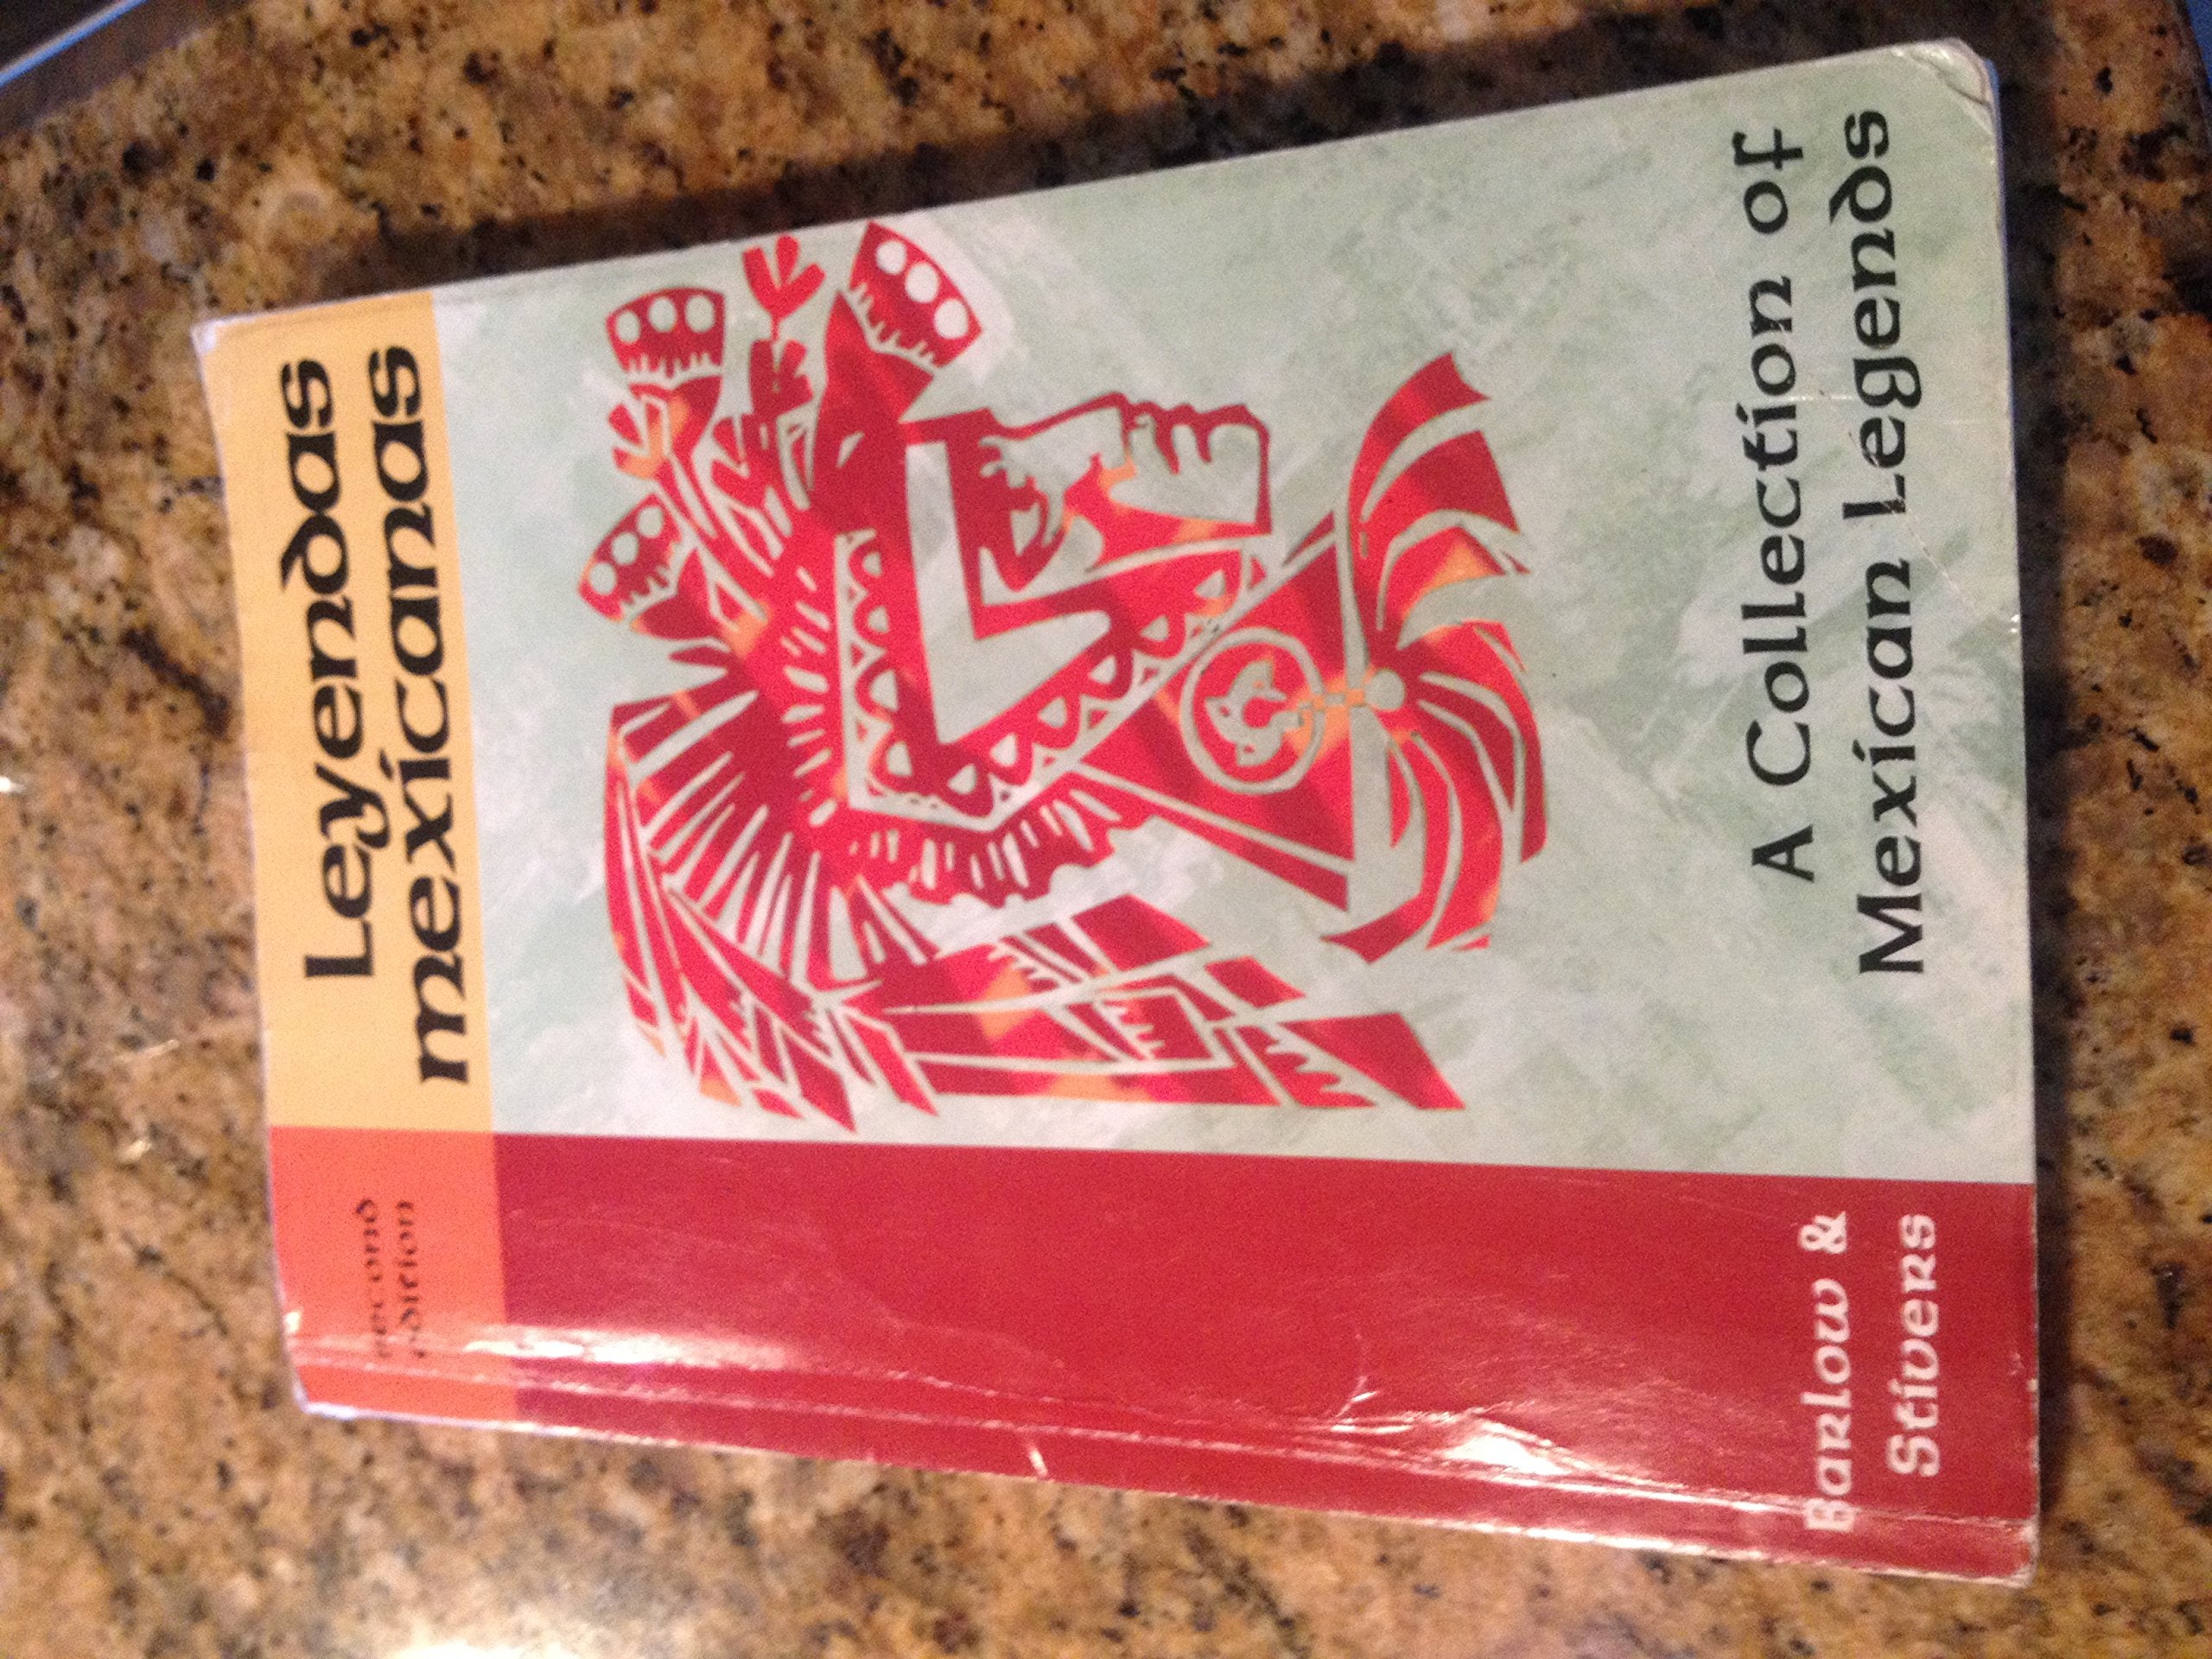 Leyendas
mexicanas
second
edition
A Collection of
Mexican Legends
Barlow &
Stivers